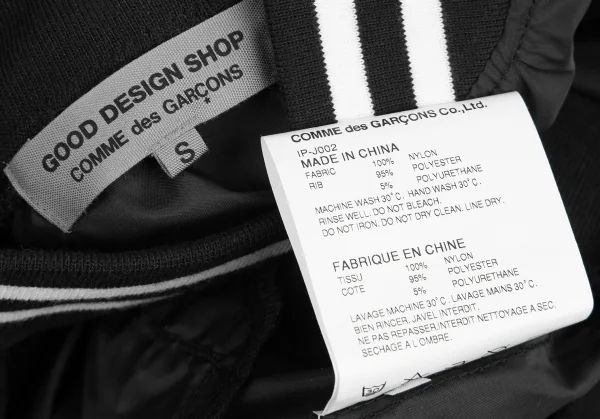 GOOD DESIGN SHOP
COMME des GARÇONS
S
COMME des GARÇONS Co.,Ltd.
IP-J002
MADE IN CHINA
FABRIC 100% NYLON
RIB 95% POLYESTER
5% POLYURETHANE
MACHINE WASH 30°C. HAND WASH 30°C.
RINSE WELL. DO NOT BLEACH.
DO NOT IRON. DO NOT DRY CLEAN. LINE DRY.
FABRIQUE EN CHINE
TISSU 100% NYLON
COTE 95% POLYESTER
5% POLYURETHANE
LAVAGE MACHINE 30°C. LAVAGE MAINS 30°C.
BIEN RINCER. JAVEL INTERDIT.
NE PAS REPASSER.INTERDIT NETTOYAGE A SEC.
SECHAGE A L OMBRE.